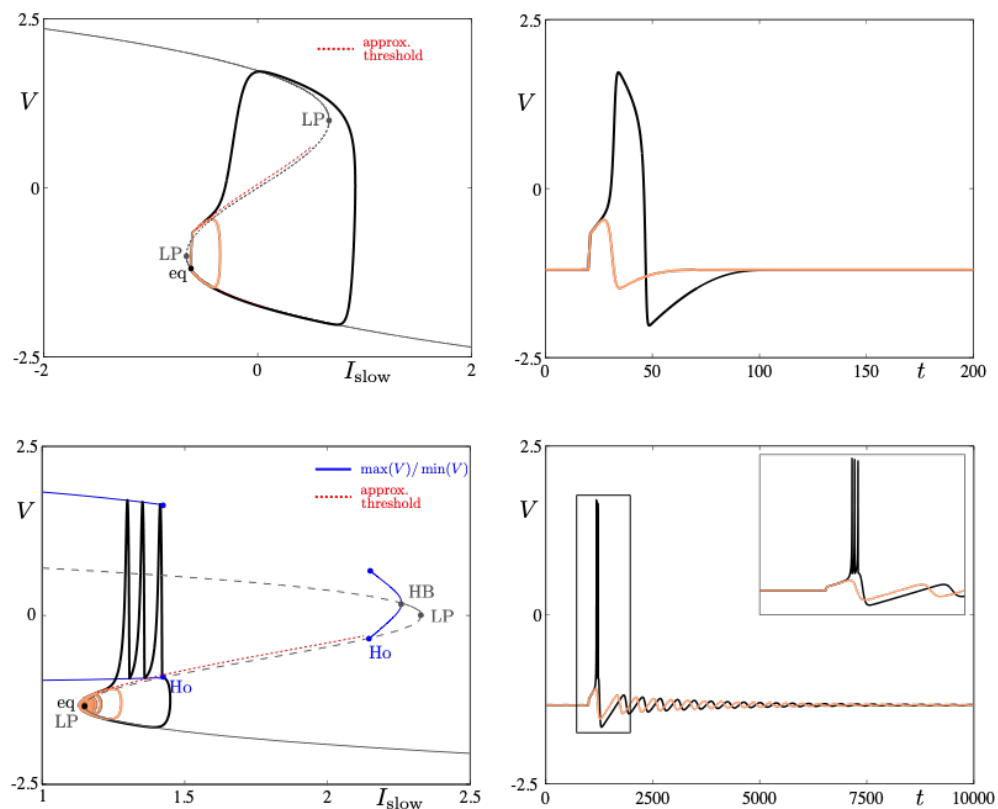 2.5
V
0
-2.5
-2
0
I_slow
2
approx.
threshold
LP
LP
eq
2.5
V
0
-2.5
0
50
100
150
t
200
2.5
V
0
-2.5
1
1.5
2
I_slow
2.5
max(V)/min(V)
approx.
threshold
HB
LP
Ho
Ho
eq
LP
2.5
V
0
-2.5
0
2500
5000
7500
t
10000